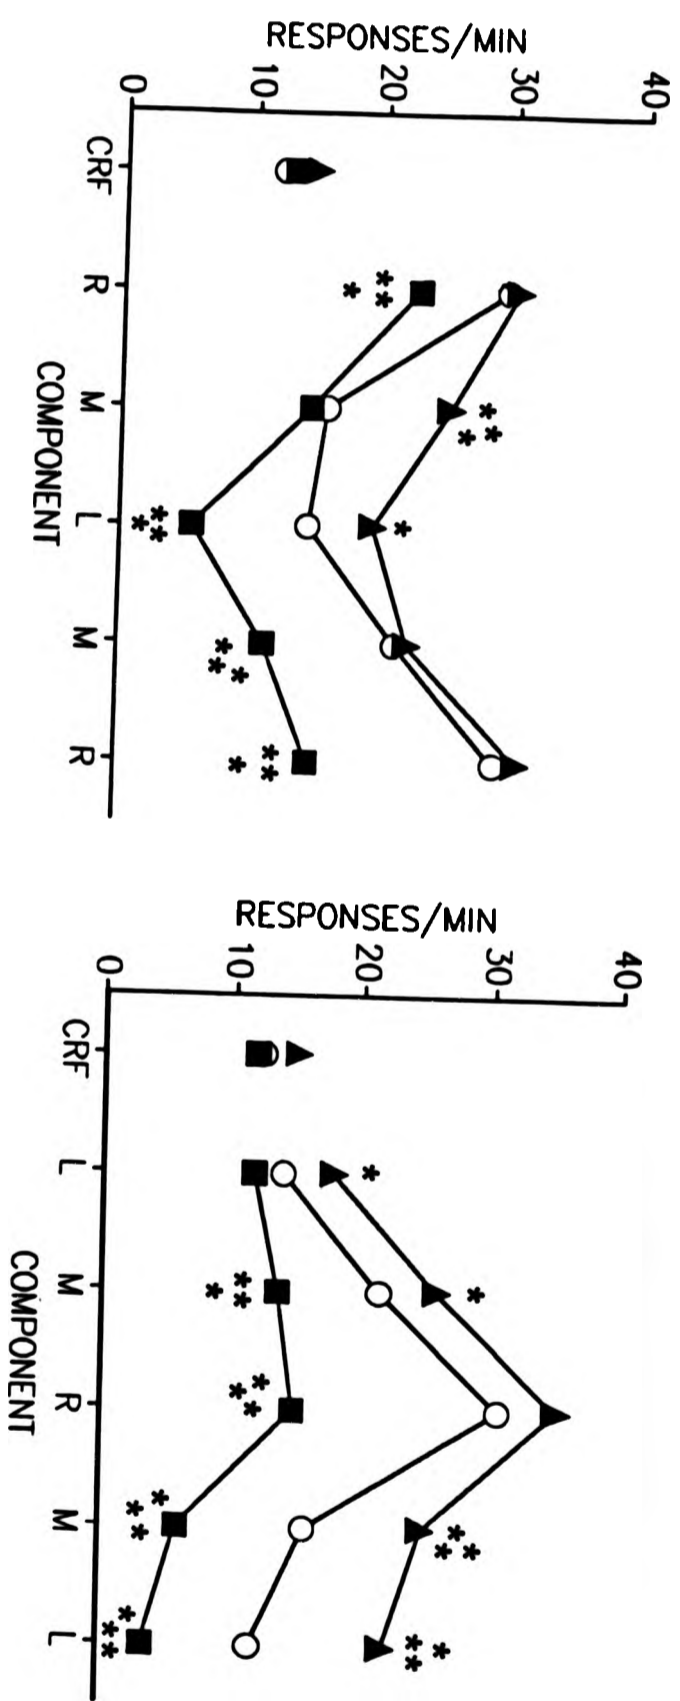 RESPONSES/MIN
40
30
20
10
0
CRF R M L M R
COMPONENT
*** *** * *** *** ***
RESPONSES/MIN
40
30
20
10
0
CRF L M R M L
COMPONENT
* * *** *** *** *** *** ***